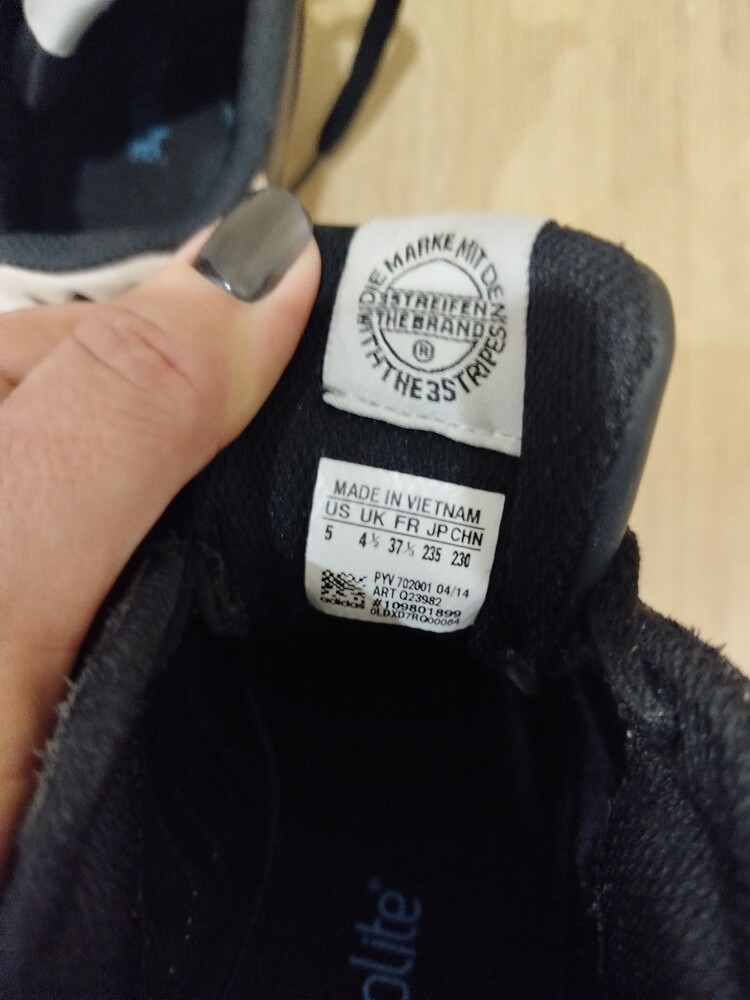 DIE MARKE MIT DEN
3 STREIFEN
THE BRAND
®
WITH THE 3 STRIPES
MADE IN VIETNAM
US UK FR JP CHN
5 4½ 37⅓ 235 230
PYV 702001 04/14
ART Q23982
adidas #109801899
olite®